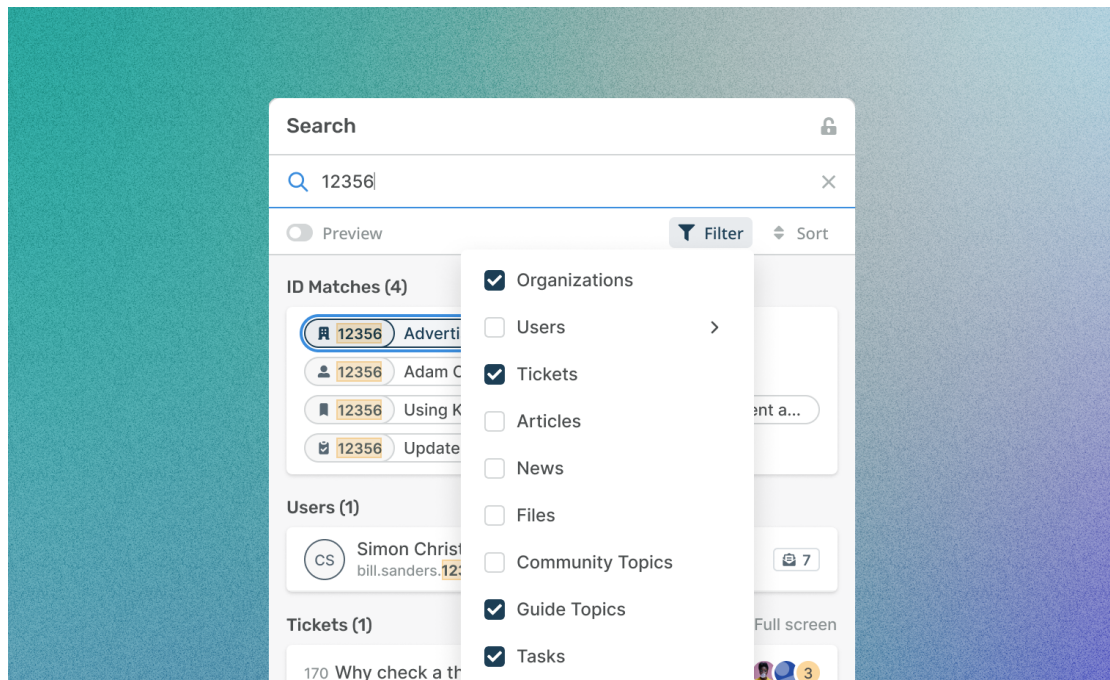 Search
12356
Preview
Filter
Sort
ID Matches (4)
12356 Adverti
12356 Adam
12356 Using K
ent a...
12356 Update
Users (1)
CS
Simon Christ
bill.sanders.123
7
Tickets (1)
Full screen
170 Why check a th
3
Organizations
Users
Tickets
Articles
News
Files
Community Topics
Guide Topics
Tasks